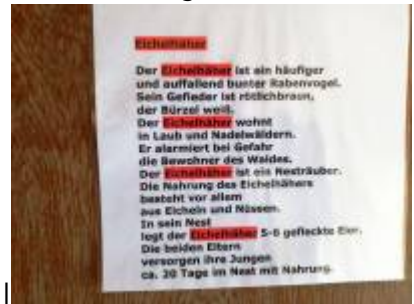 Eichelhäher
Der Eichelhäher ist ein häufiger
und auffallend bunter Rabenvogel.
Sein Gefieder ist rötlichbraun,
der Bürzel weiß.
Der Eichelhäher wohnt
in Laub und Nadelwäldern.
Er alarmiert bei Gefahr
die Bewohner des Waldes.
Der Eichelhäher ist ein Nesträuber.
Die Nahrung des Eichelhähers
besteht vor allem
aus Eicheln und Nüssen.
In sein Nest
legt der Eichelhäher 5-6 gefleckte Eier.
Die beiden Eltern
versorgen ihre Jungen
ca. 20 Tage im Nest mit Nahrung.